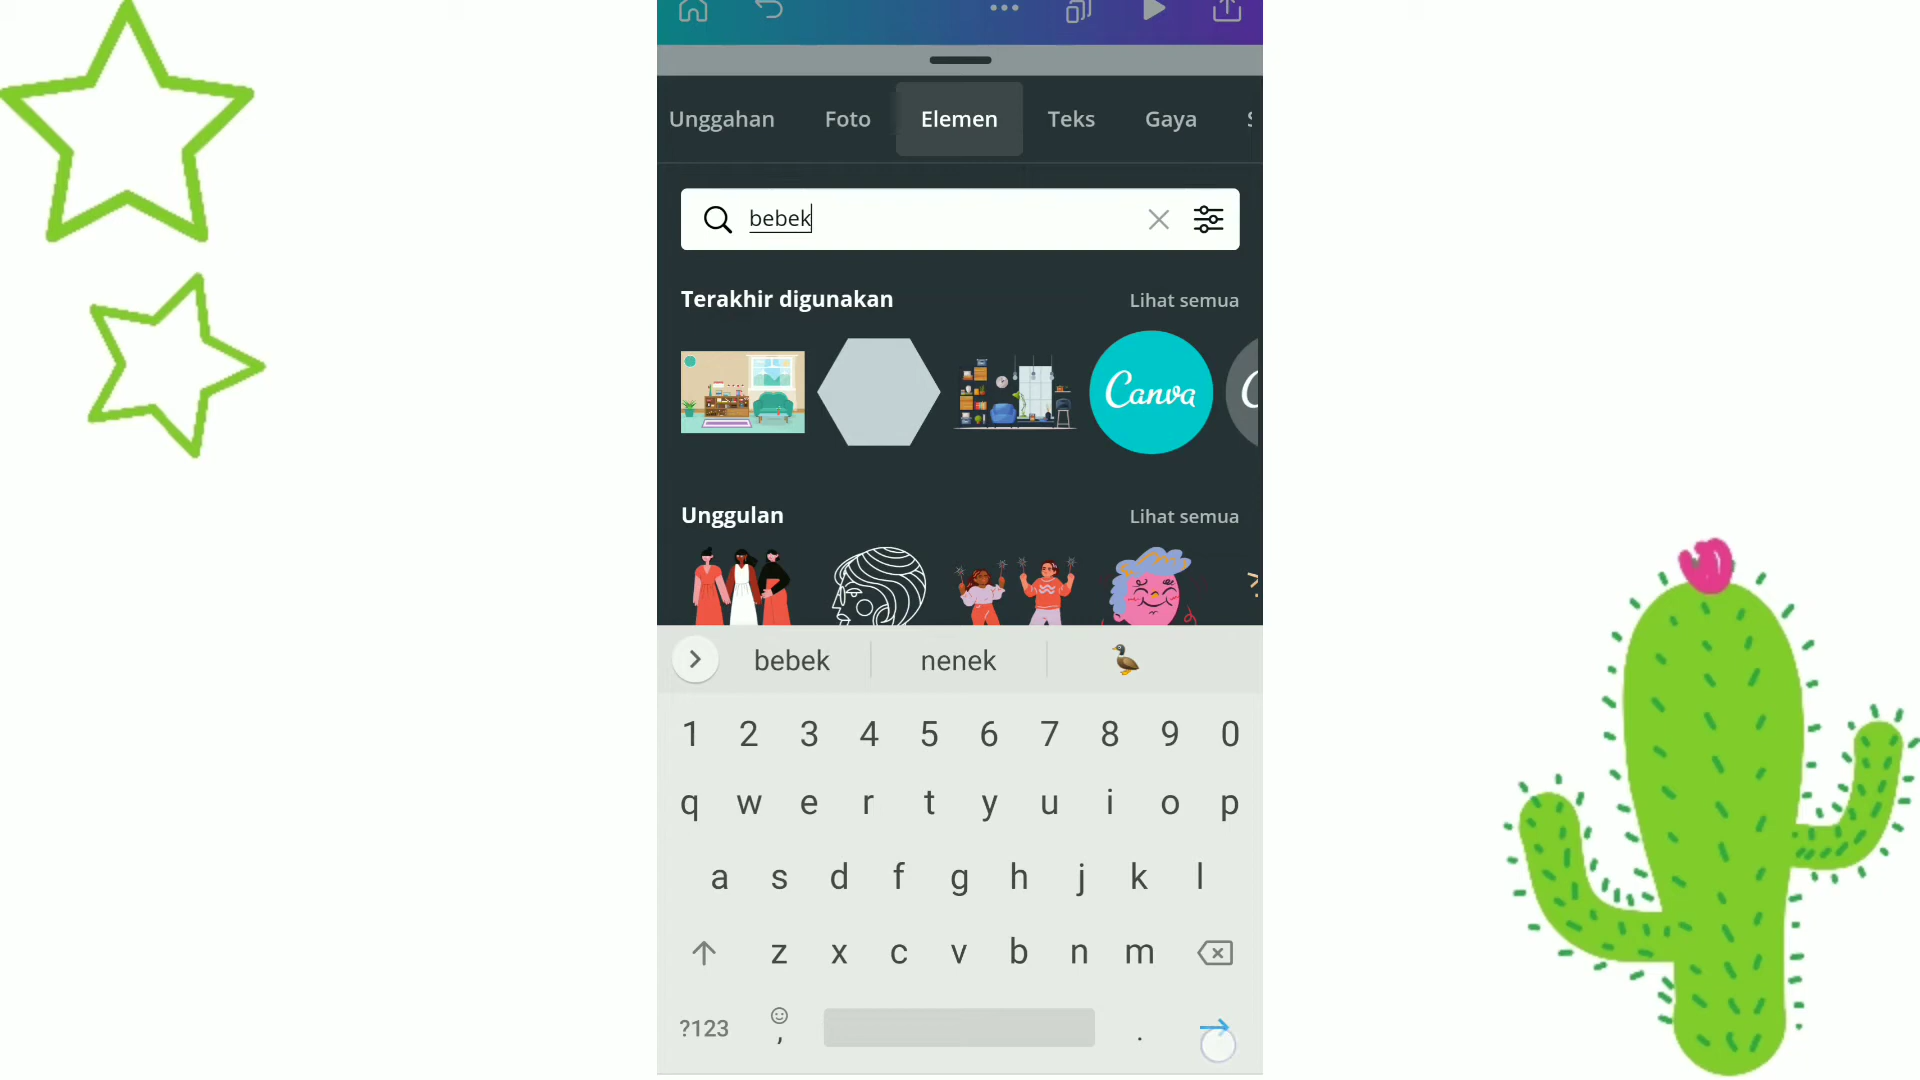 Unggahan Foto Elemen Teks Gaya S
bebek
Terakhir digunakan Lihat semua
Canva
Unggulan Lihat semua
bebek nenek
1 2 3 4 5 6 7 8 9 0
q w e r t y u i o p
a s d f g h j k l
z x c v b n m
?123 , .